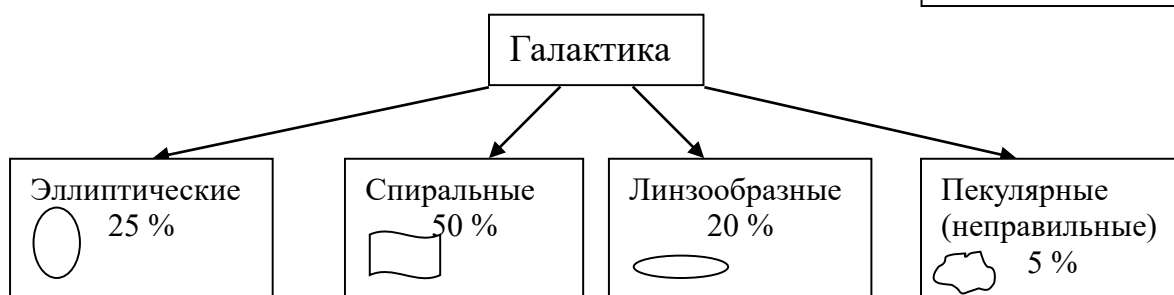 Галактика
Эллиптические
25 %
Спиральные
50 %
Линзообразные
20 %
Пекулярные
(неправильные)
5 %